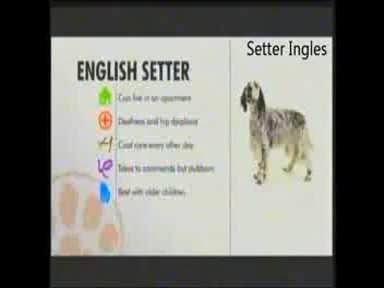 Setter Ingles
ENGLISH SETTER
Can live in an apartment
Deafness and hip dysplasia
Coat care every other day
Takes to commands but stubborn
Best with older children